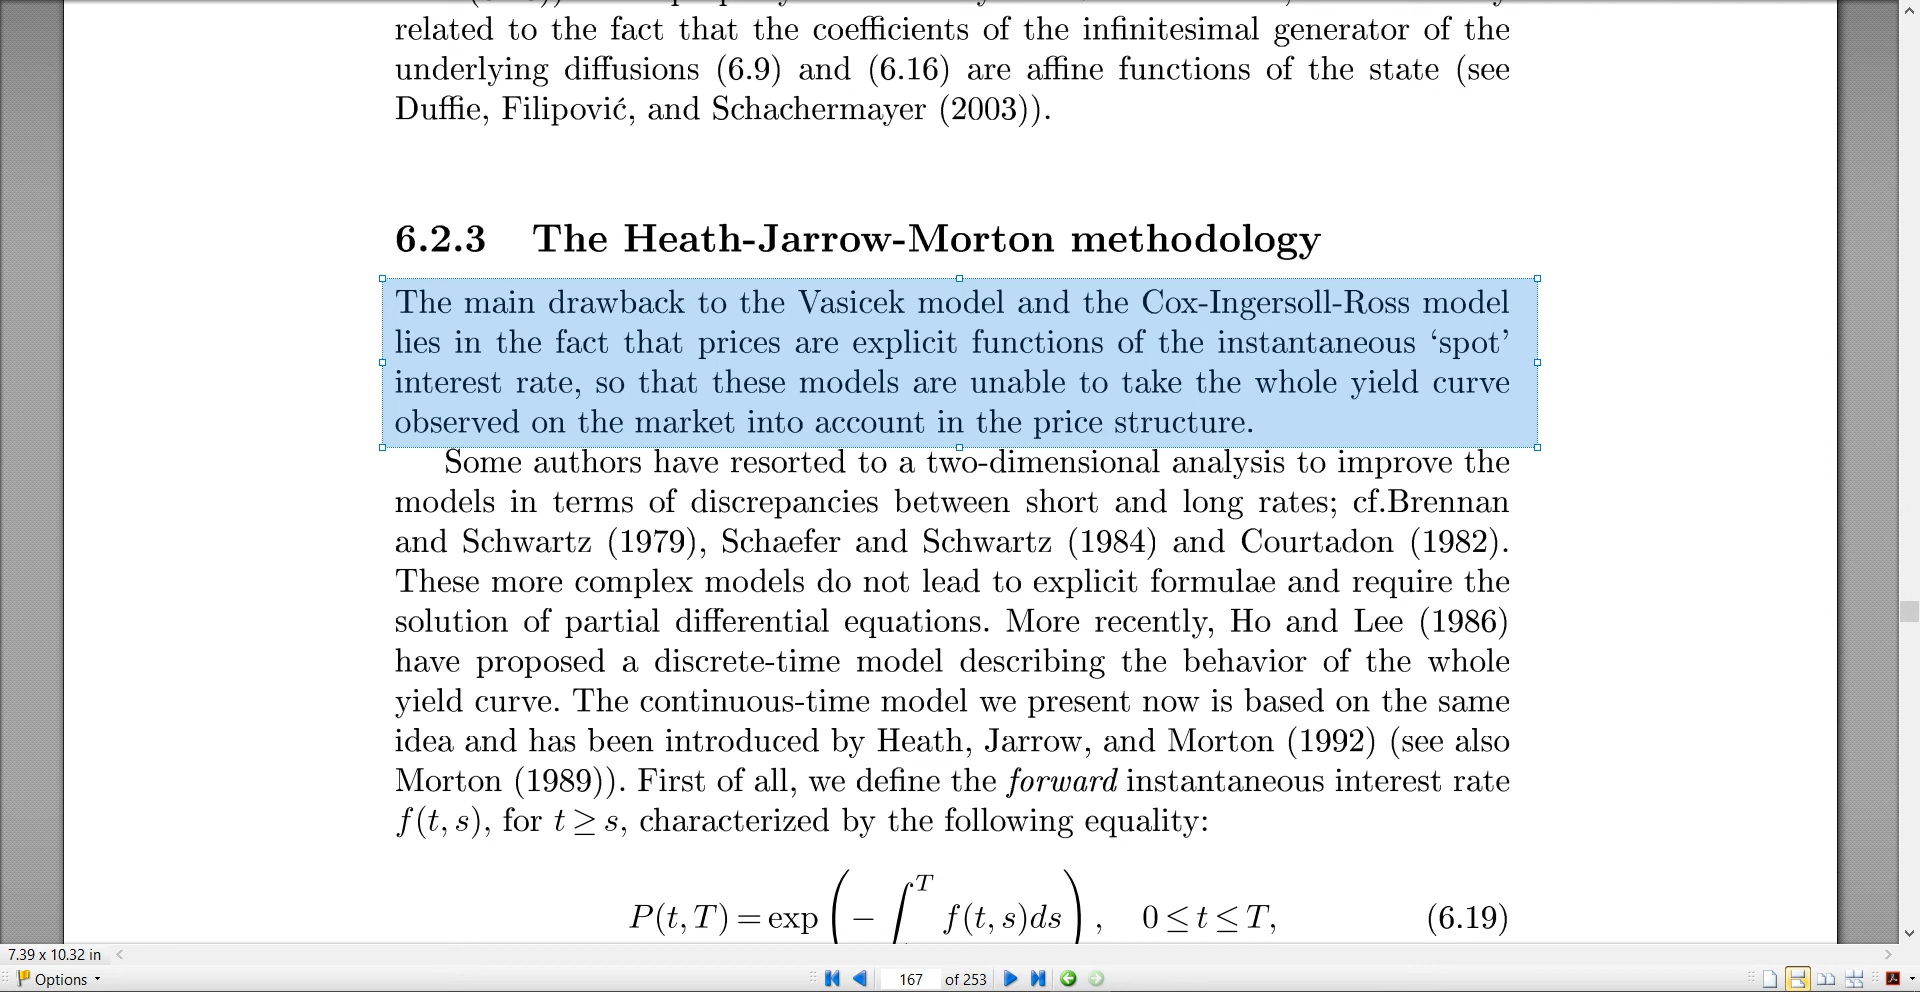 related to the fact that the coefficients of the infinitesimal generator of the
underlying diffusions (6.9) and (6.16) are affine functions of the state (see
Duffie, Filipović, and Schachermayer (2003)).
6.2.3 The Heath-Jarrow-Morton methodology
The main drawback to the Vasicek model and the Cox-Ingersoll-Ross model
lies in the fact that prices are explicit functions of the instantaneous ‘spot’
interest rate, so that these models are unable to take the whole yield curve
observed on the market into account in the price structure.
Some authors have resorted to a two-dimensional analysis to improve the
models in terms of discrepancies between short and long rates; cf.Brennan
and Schwartz (1979), Schaefer and Schwartz (1984) and Courtadon (1982).
These more complex models do not lead to explicit formulae and require the
solution of partial differential equations. More recently, Ho and Lee (1986)
have proposed a discrete-time model describing the behavior of the whole
yield curve. The continuous-time model we present now is based on the same
idea and has been introduced by Heath, Jarrow, and Morton (1992) (see also
Morton (1989)). First of all, we define the forward instantaneous interest rate
f(t, s), for t ≥ s, characterized by the following equality:
P(t, T) = exp ( − ∫^T f(t, s)ds ) , 0 ≤ t ≤ T, (6.19)
7.39 x 10.32 in
Options 167 of 253